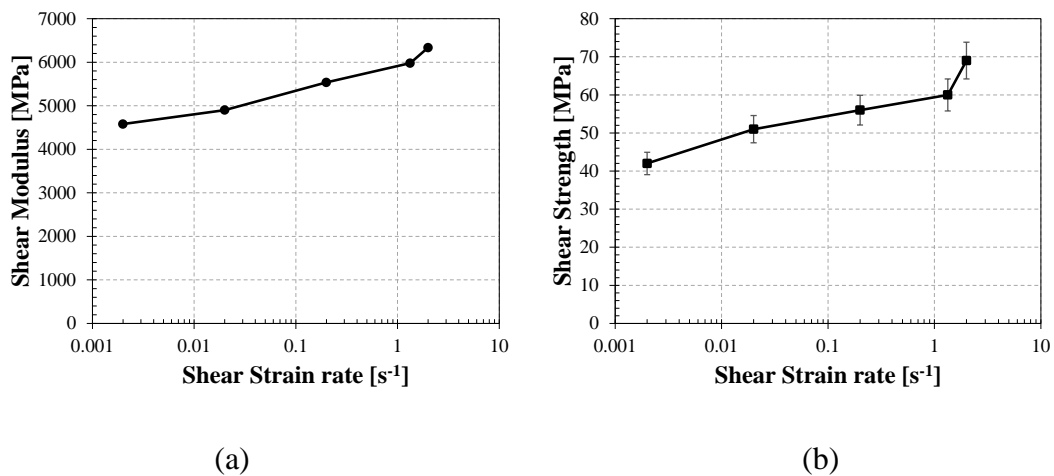 Shear Modulus [MPa]
7000
6000
5000
4000
3000
2000
1000
0
0.001 0.01 0.1 1 10
Shear Strain rate [s-1]
(a)
Shear Strength [MPa]
80
70
60
50
40
30
20
10
0
0.001 0.01 0.1 1 10
Shear Strain rate [s-1]
(b)